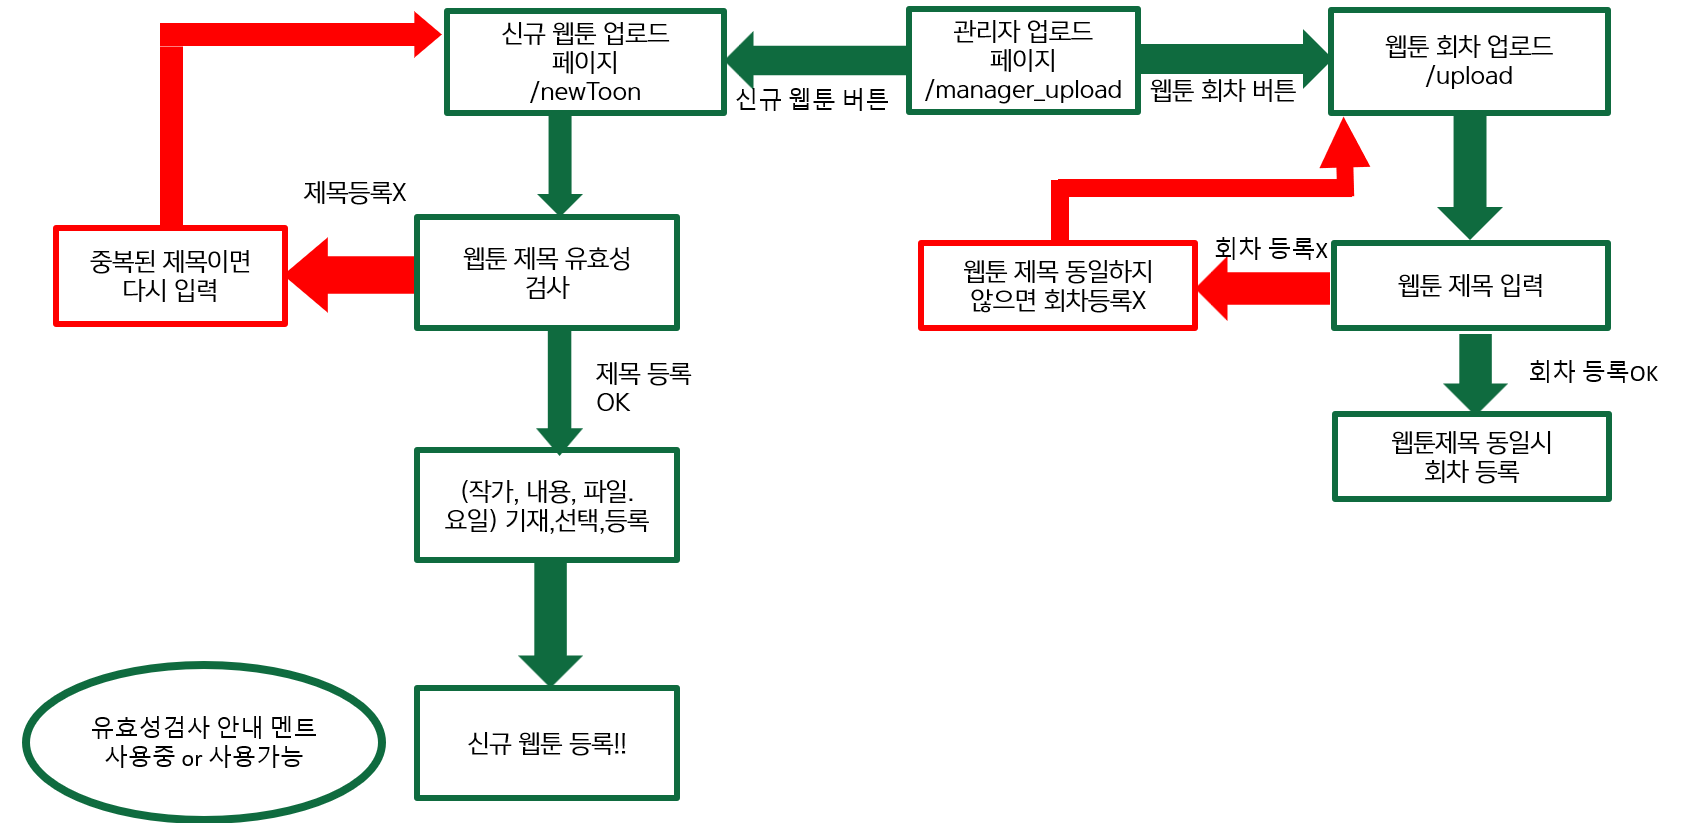 신규 웹툰 업로드
페이지
/newToon
신규 웹툰 버튼
관리자 업로드
페이지
/manager_upload
웹툰 회차 버튼
웹툰 회차 업로드
/upload
제목등록X
중복된 제목이면
다시 입력
웹툰 제목 유효성
검사
제목 등록
OK
(작가, 내용, 파일.
요일) 기재,선택,등록
신규 웹툰 등록!!
회차 등록X
웹툰 제목 동일하지
않으면 회차등록X
웹툰 제목 입력
회차 등록OK
웹툰제목 동일시
회차 등록
유효성검사 안내 멘트
사용중 or 사용가능